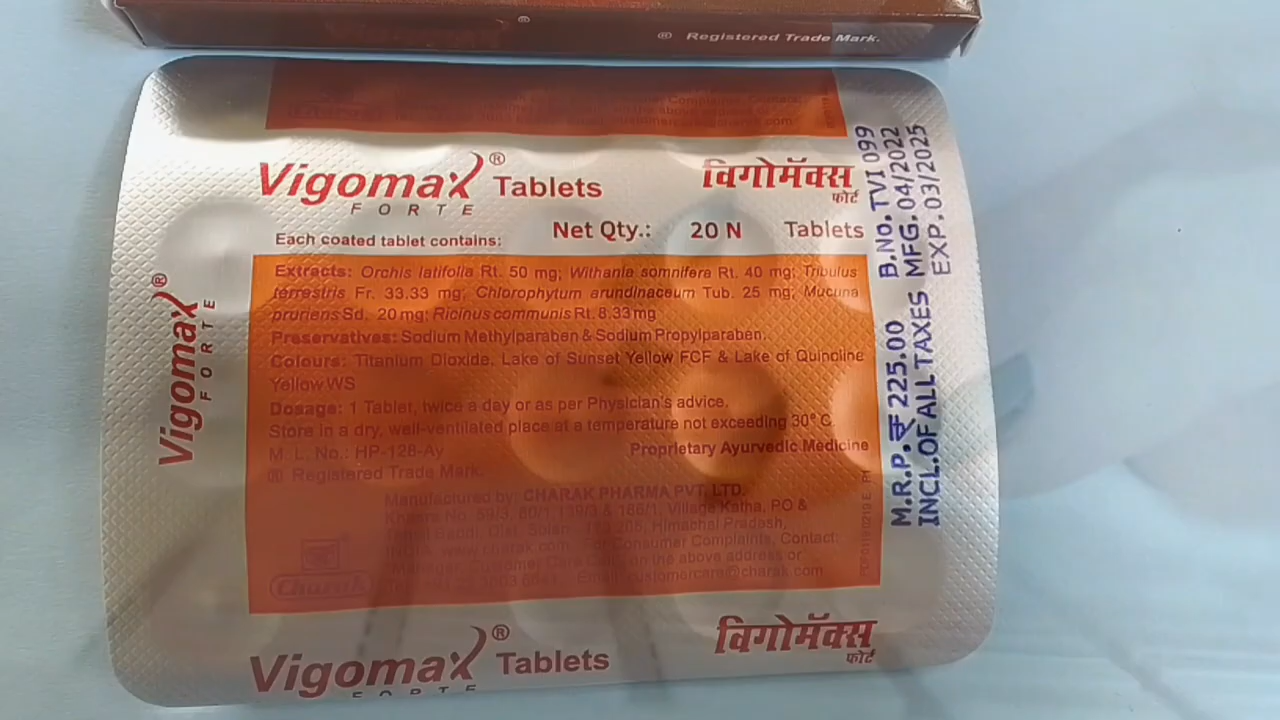 ® Registered Trade Mark.
Vigomax® Tablets
FORTE
विगोमॅक्स
फोर्ट
Net Qty.: 20 N Tablets
Each coated tablet contains:
Extracts: Orchis latifolia Rt. 50 mg; Withania somnifera Rt. 40 mg; Tribulus
terrestris Fr. 33.33 mg; Chlorophytum arundinaceum Tub. 25 mg; Mucuna
pruriens Sd. 20 mg; Ricinus communis Rt. 8.33 mg
Preservatives: Sodium Methylparaben & Sodium Propylparaben.
Colours: Titanium Dioxide, Lake of Sunset Yellow FCF & Lake of Quinoline
Yellow WS
Dosage: 1 Tablet, twice a day or as per Physician's advice.
Store in a dry, well-ventilated place at a temperature not exceeding 30° C.
M. L. No.: HP-128-Ay Proprietary Ayurvedic Medicine
® Registered Trade Mark.
Manufactured by: CHARAK PHARMA PVT. LTD.
Khasra No. 59/3, 60/1, 139/3 & 186/1, Village Katha, PO &
Tehsil Baddi, Dist. Solan - 173 205, Himachal Pradesh,
INDIA. www.charak.com For Consumer Complaints, Contact:
Manager, Customer Care Cell, on the above address or
Email: customercare@charak.com
Charak
Vigomax®
FORTE
B.No. TVI 099
MFG. 04/2022
EXP. 03/2025
M.R.P. ₹ 225.00
INCL.OF ALL TAXES
Vigomax® Tablets
FORTE
विगोमॅक्स
फोर्ट